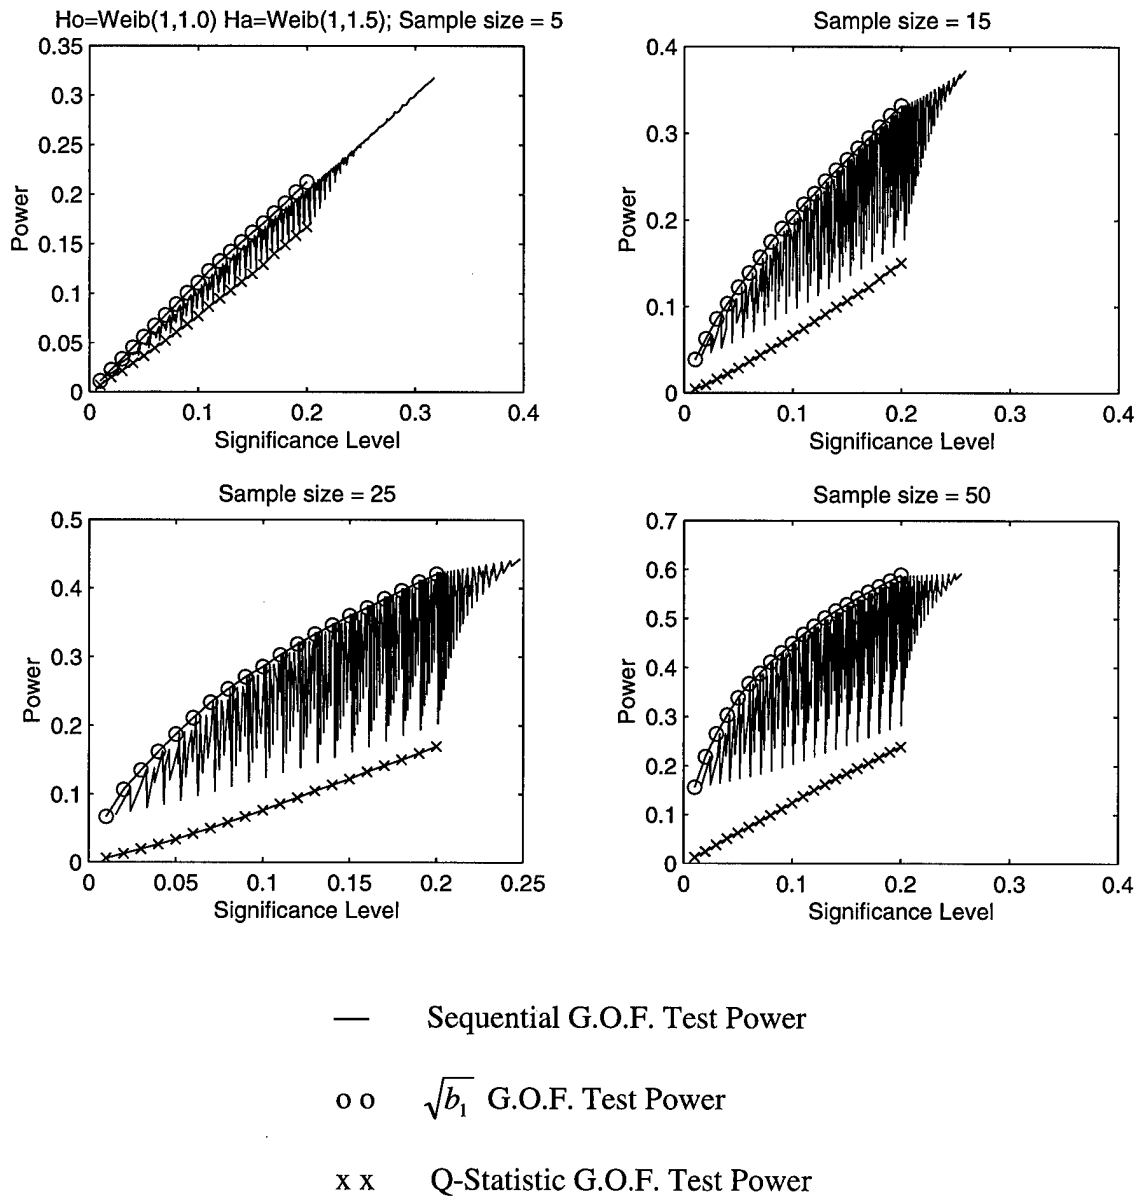 Ho=Weib(1,1.0) Ha=Weib(1,1.5); Sample size = 5
0.35
0.3
0.25
0.2
0.15
0.1
0.05
0
Power
0 0.1 0.2 0.3 0.4
Significance Level
Sample size = 15
0.4
0.3
0.2
0.1
0
Power
0 0.1 0.2 0.3 0.4
Significance Level
Sample size = 25
0.5
0.4
0.3
0.2
0.1
0
Power
0 0.05 0.1 0.15 0.2 0.25
Significance Level
Sample size = 50
0.7
0.6
0.5
0.4
0.3
0.2
0.1
0
Power
0 0.1 0.2 0.3 0.4
Significance Level
— Sequential G.O.F. Test Power
o o √b₁ G.O.F. Test Power
x x Q-Statistic G.O.F. Test Power